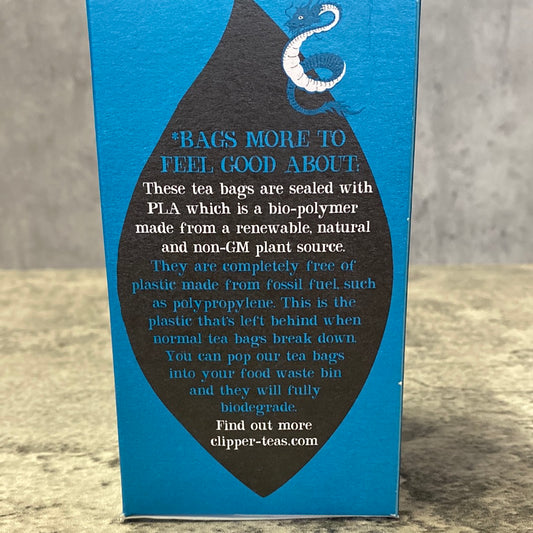 *BAGS MORE TO
FEEL GOOD ABOUT:
These tea bags are sealed with
PLA which is a bio-polymer
made from a renewable, natural
and non-GM plant source.
They are completely free of
plastic made from fossil fuel, such
as polypropylene. This is the
plastic that's left behind when
normal tea bags break down.
You can pop our tea bags
into your food waste bin
and they will fully
biodegrade.
Find out more
clipper-teas.com